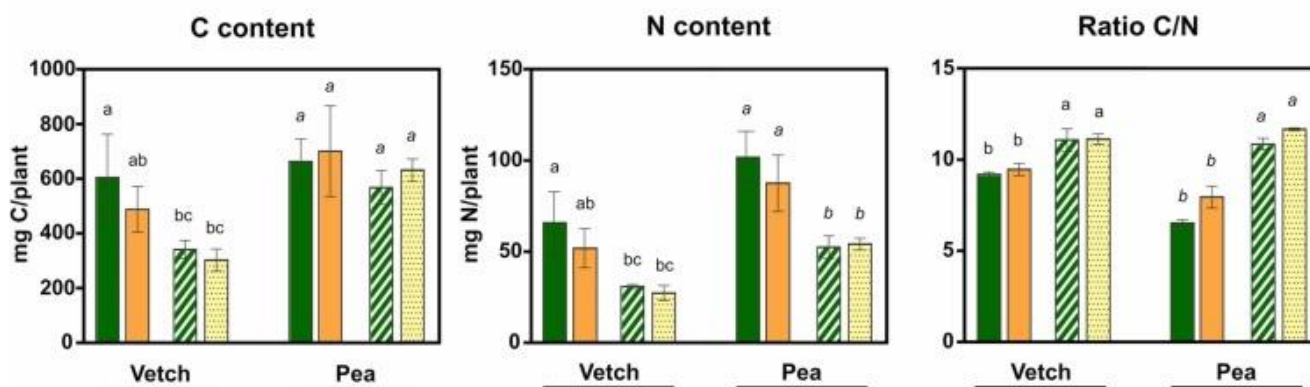 C content
N content
Ratio C/N
mg C/plant
1000
800
600
400
200
0
a
ab
bc
bc
a
a
a
a
Vetch
Pea
mg N/plant
150
100
50
0
a
ab
bc
bc
a
a
b
b
Vetch
Pea
15
10
5
0
b
b
a
a
b
b
a
a
Vetch
Pea